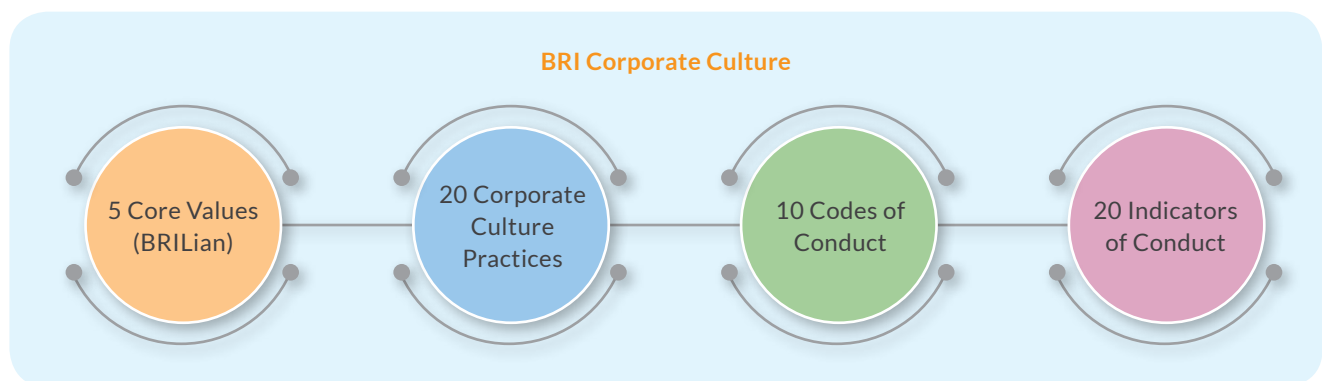 BRI Corporate Culture
5 Core Values
(BRILian)
20 Corporate
Culture
Practices
10 Codes of
Conduct
20 Indicators
of Conduct